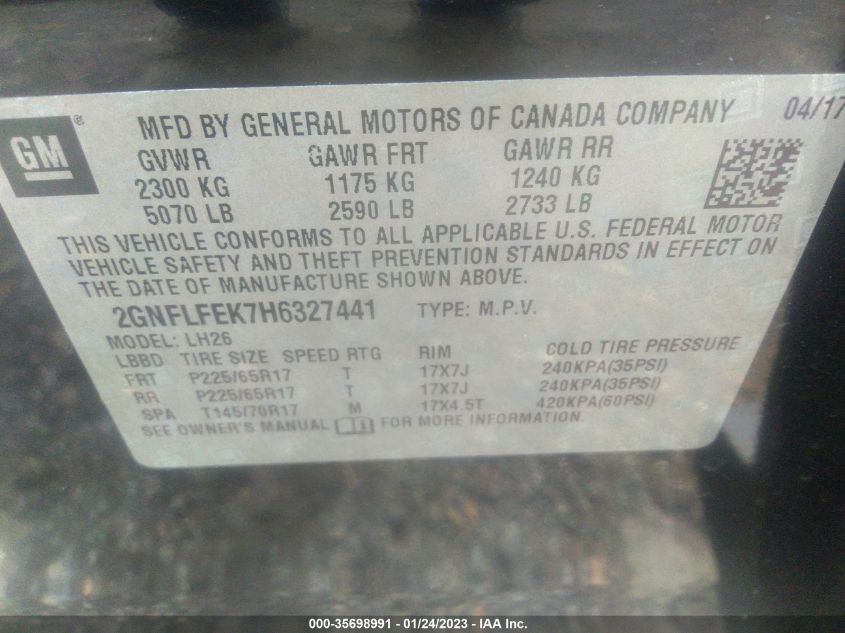 GM®
MFD BY GENERAL MOTORS OF CANADA COMPANY 04/17
GVWR GAWR FRT GAWR RR
2300 KG 1175 KG 1240 KG
5070 LB 2590 LB 2733 LB
THIS VEHICLE CONFORMS TO ALL APPLICABLE U.S. FEDERAL MOTOR
VEHICLE SAFETY AND THEFT PREVENTION STANDARDS IN EFFECT ON
THE DATE OF MANUFACTURE SHOWN ABOVE.
2GNFLFEK7H6327441 TYPE: M.P.V.
MODEL: LH26
LBBD TIRE SIZE SPEED RTG RIM COLD TIRE PRESSURE
FRT P225/65R17 T 17X7J 240KPA(35PSI)
RR P225/65R17 T 17X7J 240KPA(35PSI)
SPA T145/70R17 M 17X4.5T 420KPA(60PSI)
SEE OWNER'S MANUAL FOR MORE INFORMATION.
000-35698991 - 01/24/2023 - IAA Inc.